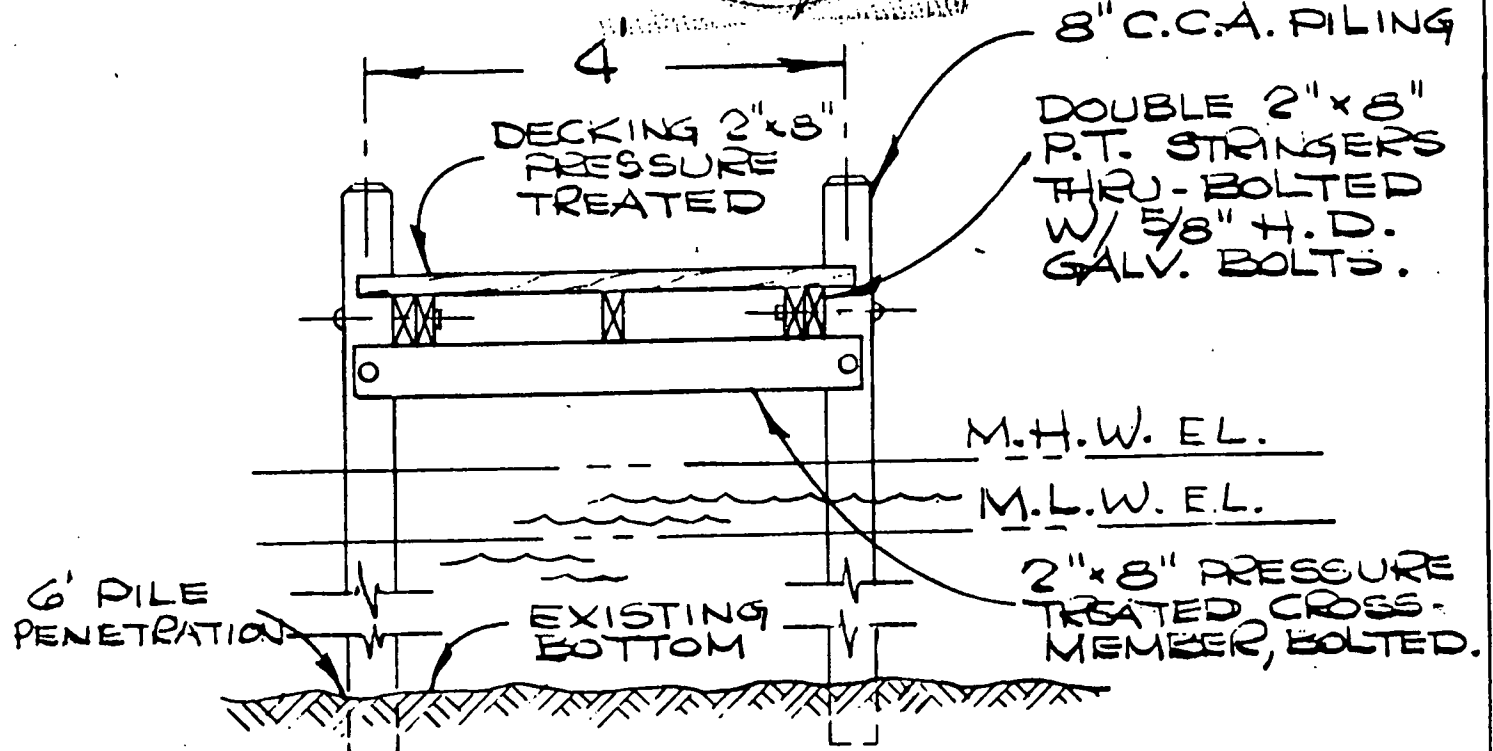 8" C.C.A. PILING
4
DECKING 2"x8"
PRESSURE
TREATED
DOUBLE 2"x8"
P.T. STRINGERS
THRU-BOLTED
W/ 5/8" H.D.
GALV. BOLTS.
M.H.W. EL.
M.L.W. EL.
6' PILE
PENETRATION
EXISTING
BOTTOM
2"x8" PRESSURE
TREATED CROSS-
MEMBER, BOLTED.